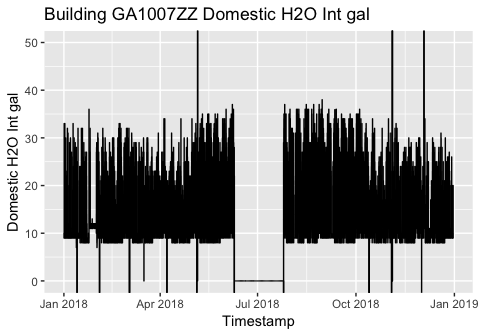 Building GA1007ZZ Domestic H2O Int gal
Domestic H2O Int gal
50
40
30
20
10
0
Jan 2018
Apr 2018
Jul 2018
Oct 2018
Jan 2019
Timestamp